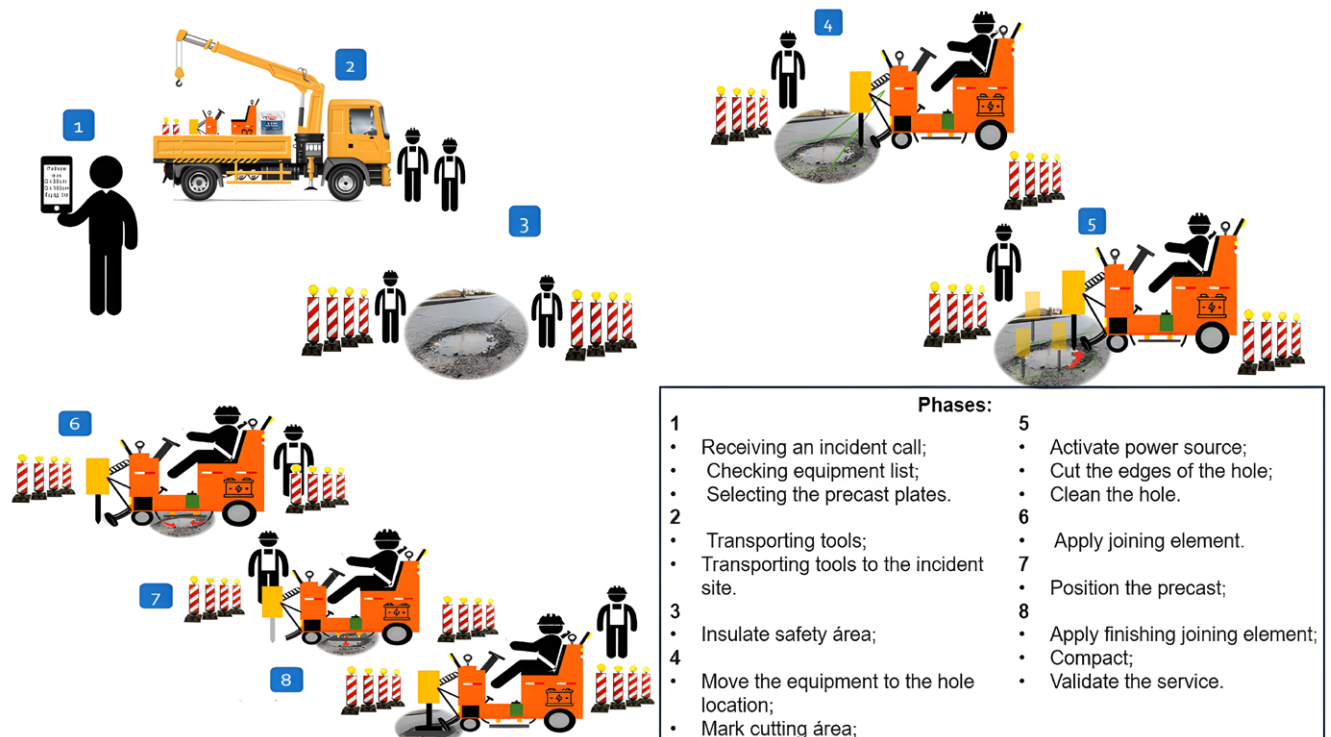 1
2
3
4
5
6
7
8
Phases:
1
• Receiving an incident call;
• Checking equipment list;
• Selecting the precast plates.
2
• Transporting tools;
• Transporting tools to the incident
site.
3
• Insulate safety área;
4
• Move the equipment to the hole
location;
• Mark cutting área;
5
• Activate power source;
• Cut the edges of the hole;
• Clean the hole.
6
• Apply joining element.
7
• Position the precast;
8
• Apply finishing joining element;
• Compact;
• Validate the service.